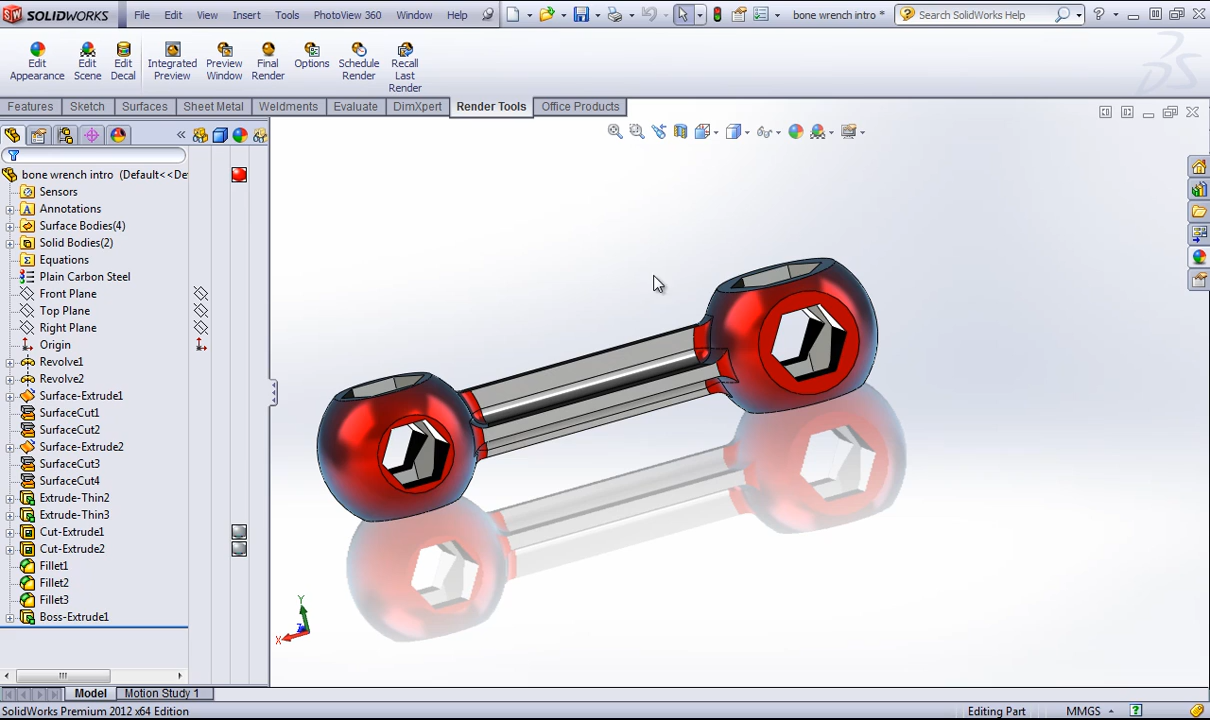 SW SOLIDWORKS File Edit View Insert Tools PhotoView 360 Window Help bone wrench intro * Search SolidWorks Help
Edit Appearance
Edit Scene
Edit Decal
Integrated Preview
Preview Window
Final Render
Options
Schedule Render
Recall Last Render
Features Sketch Surfaces Sheet Metal Weldments Evaluate DimXpert Render Tools Office Products
bone wrench intro (Default<<De
Sensors
Annotations
Surface Bodies(4)
Solid Bodies(2)
Equations
Plain Carbon Steel
Front Plane
Top Plane
Right Plane
Origin
Revolve1
Revolve2
Surface-Extrude1
SurfaceCut1
SurfaceCut2
Surface-Extrude2
SurfaceCut3
SurfaceCut4
Extrude-Thin2
Extrude-Thin3
Cut-Extrude1
Cut-Extrude2
Fillet1
Fillet2
Fillet3
Boss-Extrude1
Y
Z
X
Model Motion Study 1
SolidWorks Premium 2012 x64 Edition Editing Part MMGS